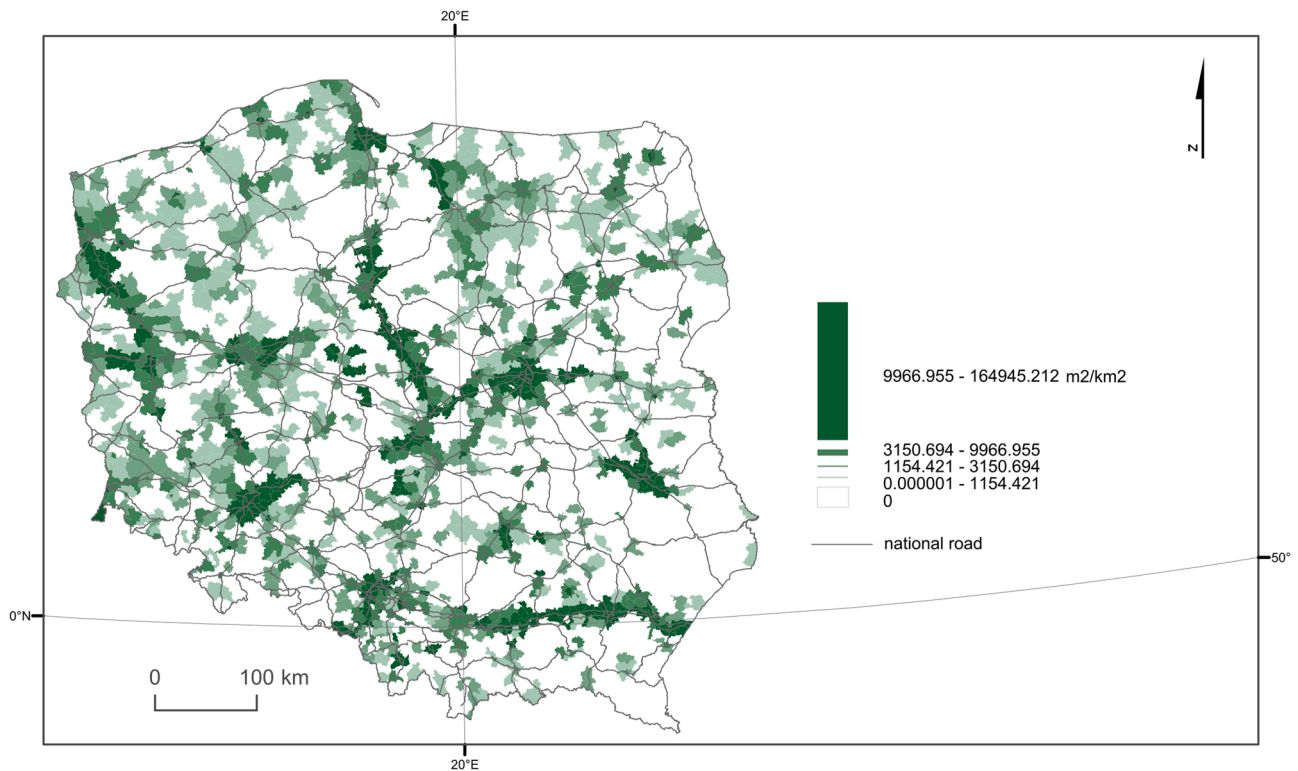 20°E
N
9966.955 - 164945.212 m2/km2
3150.694 - 9966.955
1154.421 - 3150.694
0.000001 - 1154.421
0
national road
50°
0°N
0 100 km
20°E